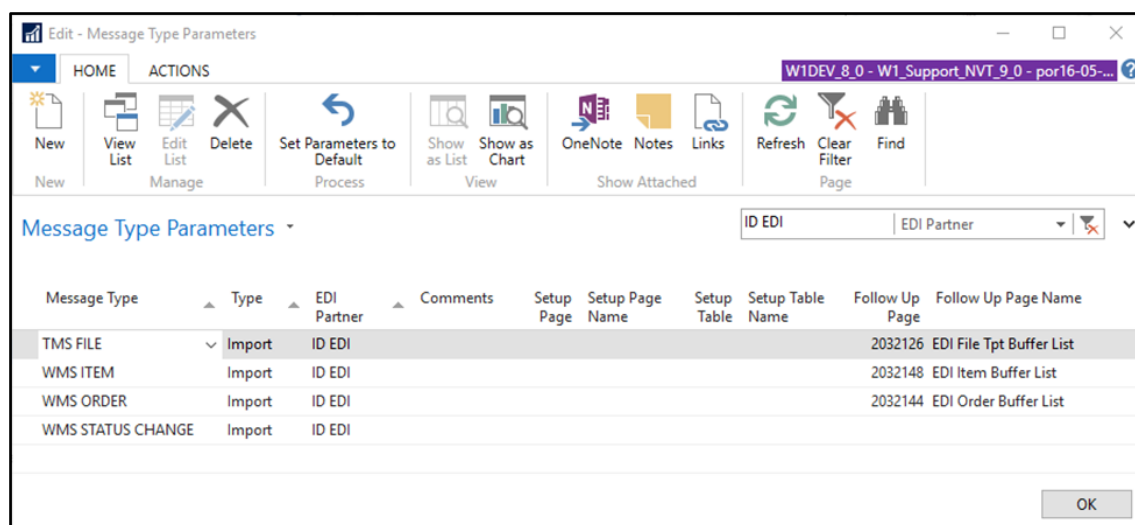 Edit - Message Type Parameters
HOME ACTIONS W1DEV_8_0 - W1_Support_NVT_9_0 - por16-05-... ?
New View List Edit List Delete Set Parameters to Default Show as List Show as Chart OneNote Notes Links Refresh Clear Filter Find
New Manage Process View Show Attached Page
Message Type Parameters ID EDI EDI Partner
Message Type Type EDI Partner Comments Setup Page Setup Page Name Setup Table Setup Table Name Follow Up Page Follow Up Page Name
TMS FILE Import ID EDI 2032126 EDI File Tpt Buffer List
WMS ITEM Import ID EDI 2032148 EDI Item Buffer List
WMS ORDER Import ID EDI 2032144 EDI Order Buffer List
WMS STATUS CHANGE Import ID EDI
OK